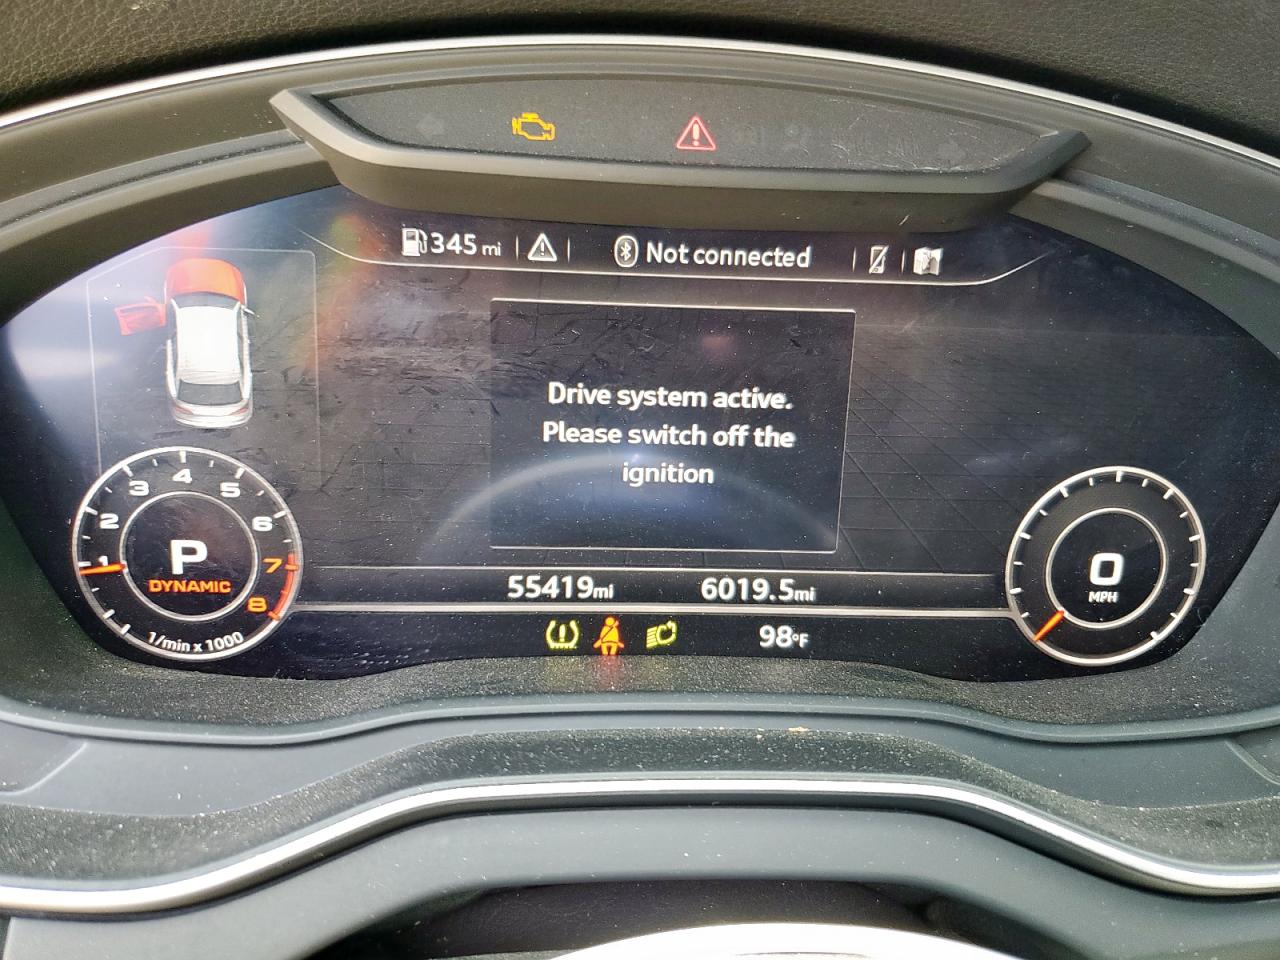 345 mi
Not connected
Drive system active.
Please switch off the
ignition
1
2
3
4
5
6
7
8
P
DYNAMIC
1/min x 1000
0
MPH
55419mi
6019.5mi
98°F